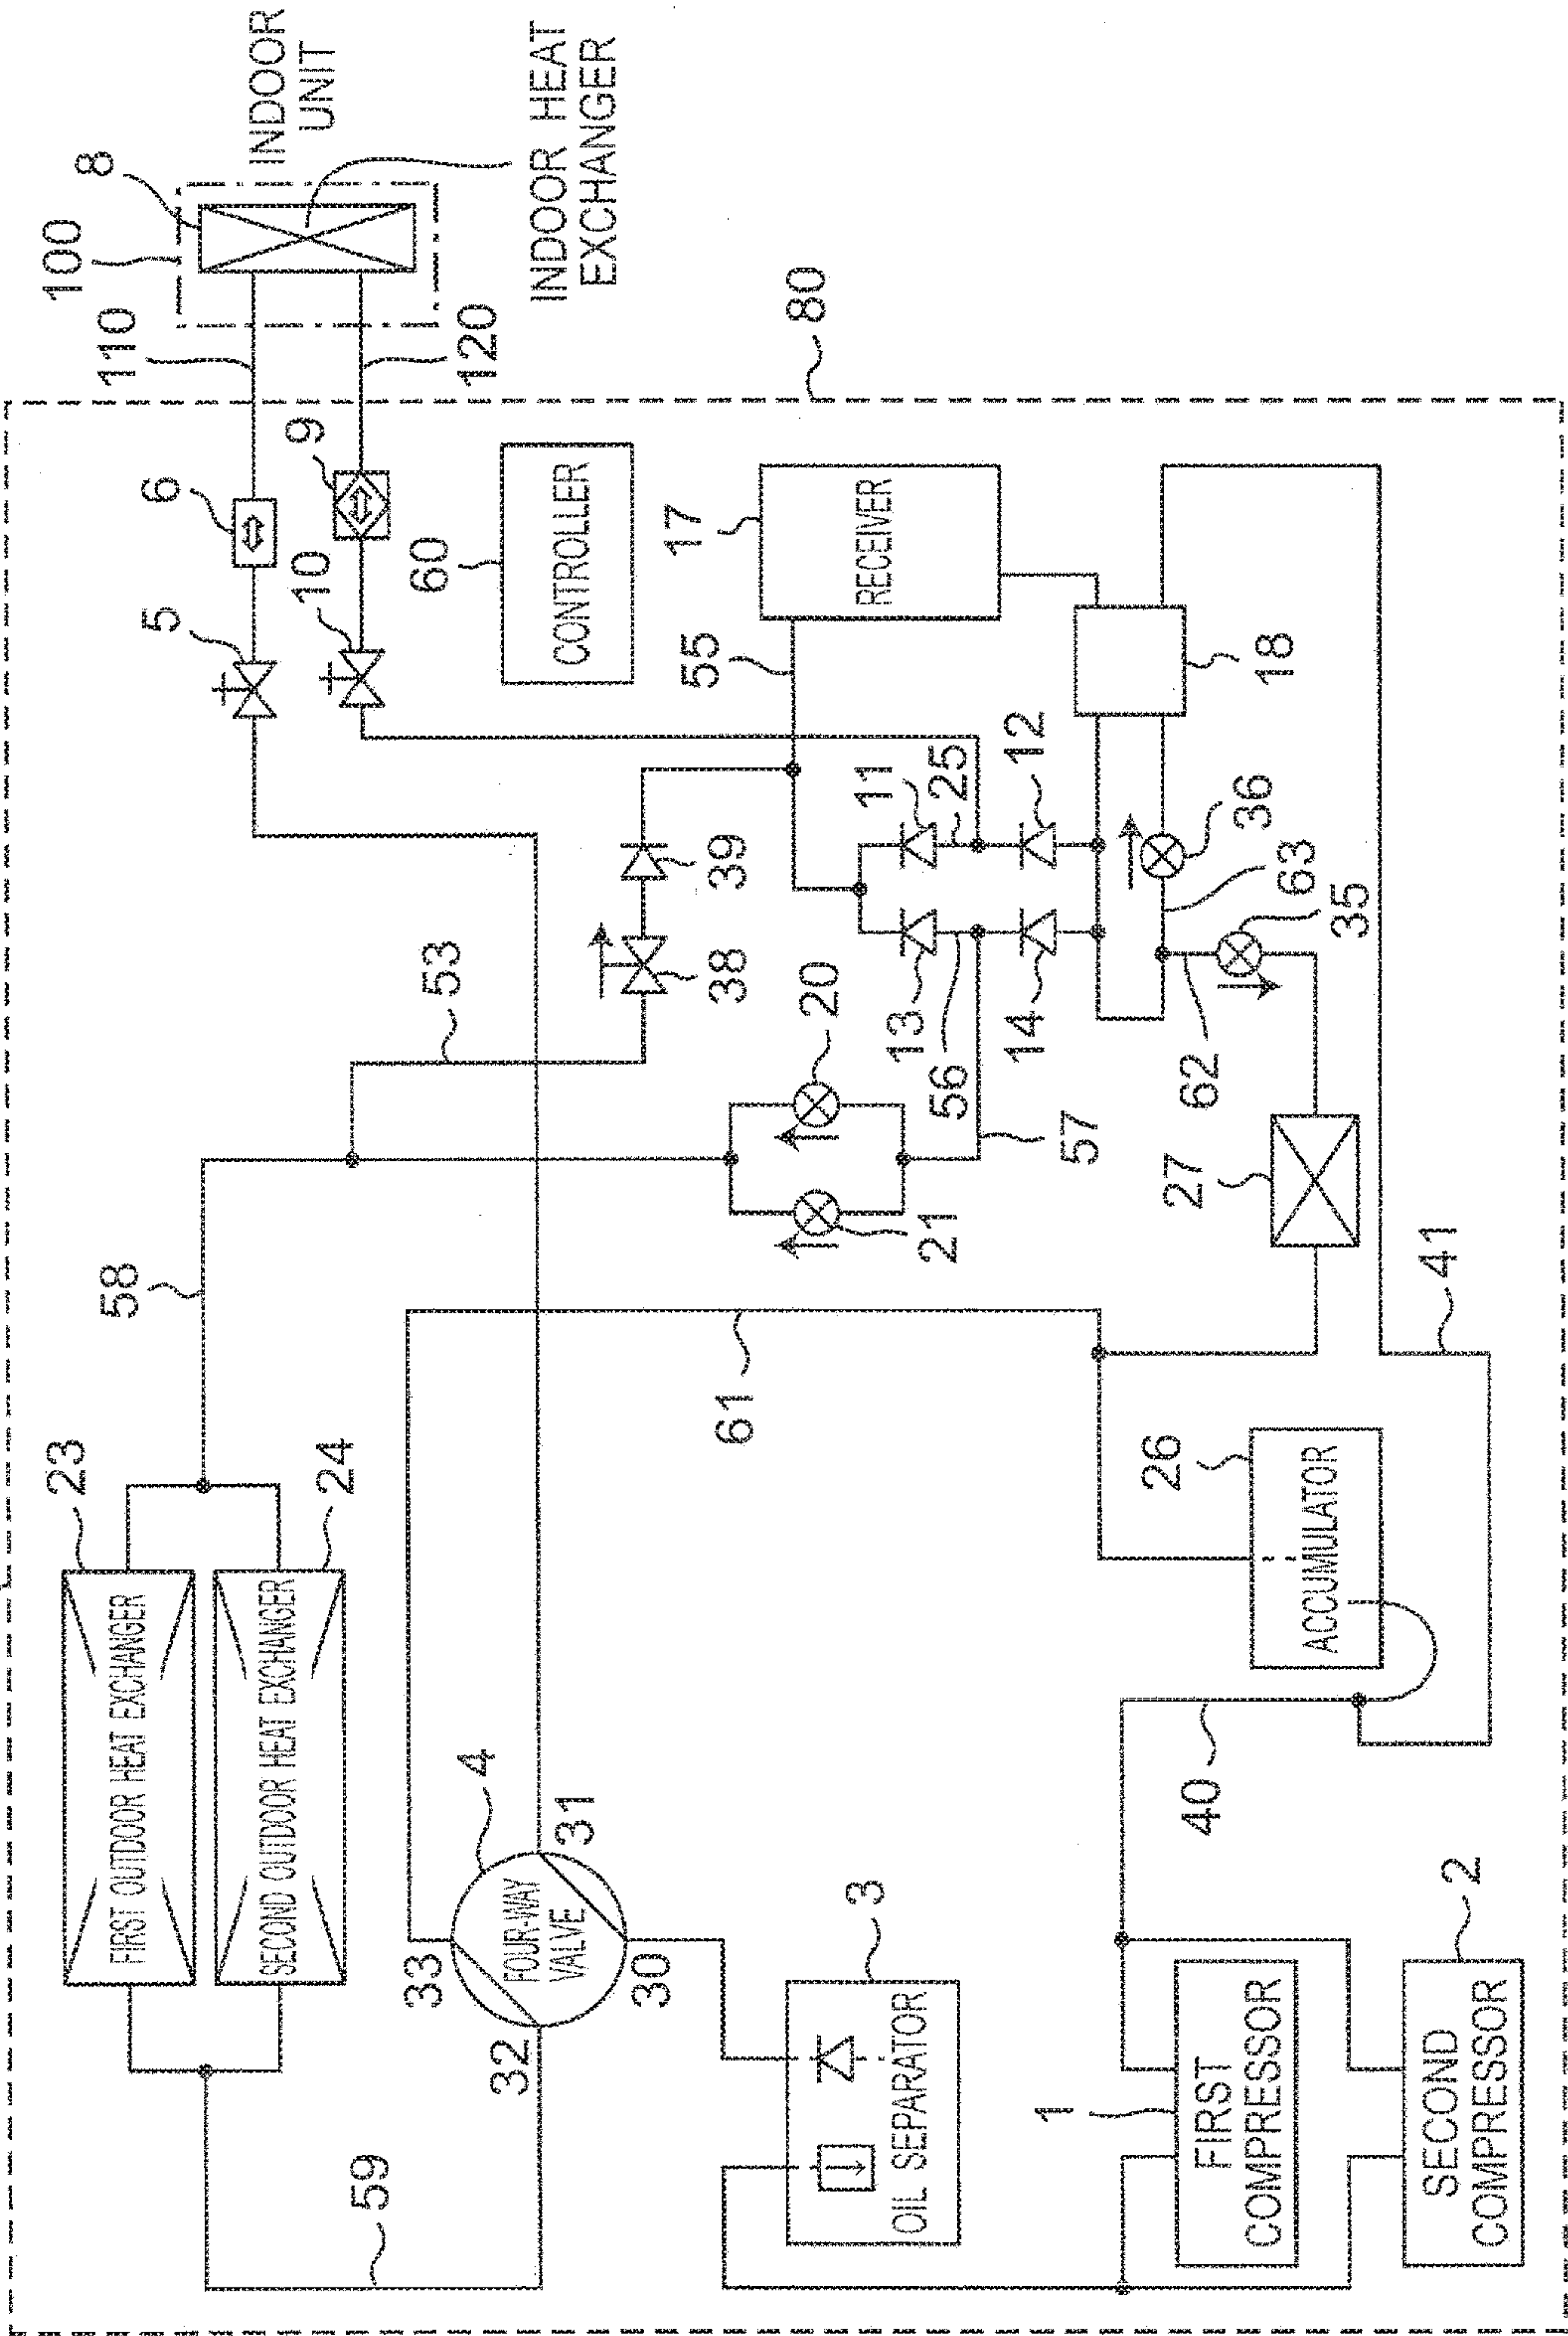 INDOOR
UNIT
INDOOR HEAT
EXCHANGER
8
100
110
120
80
6
9
5
10
60
CONTROLLER
17
RECEIVER
55
18
11
25
12
36
63
35
39
38
53
13
56
14
20
21
57
62
27
41
58
61
23
FIRST OUTDOOR HEAT EXCHANGER
24
SECOND OUTDOOR HEAT EXCHANGER
26
ACCUMULATOR
40
4
FOUR-WAY
VALVE
31
33
30
32
3
OIL SEPARATOR
59
1
FIRST
COMPRESSOR
2
SECOND
COMPRESSOR